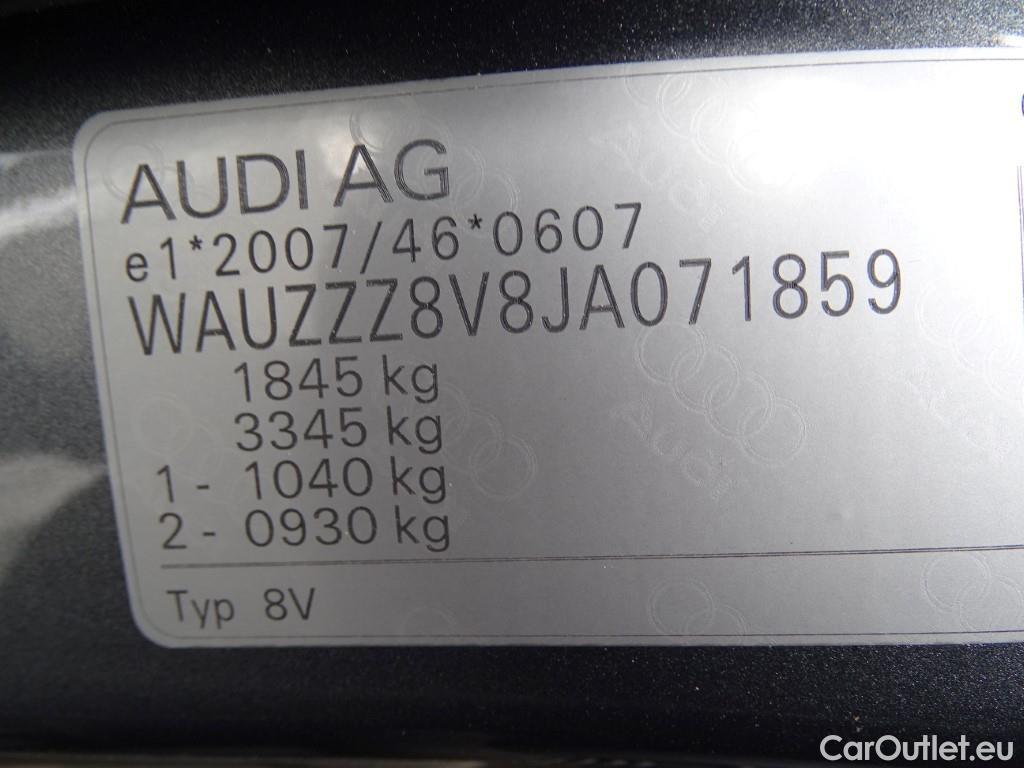 AUDI AG
e1*2007/46*0607
WAUZZZ8V8JA071859
1845 kg
3345 kg
1 - 1040 kg
2 - 0930 kg
Typ 8V
CarOutlet.eu